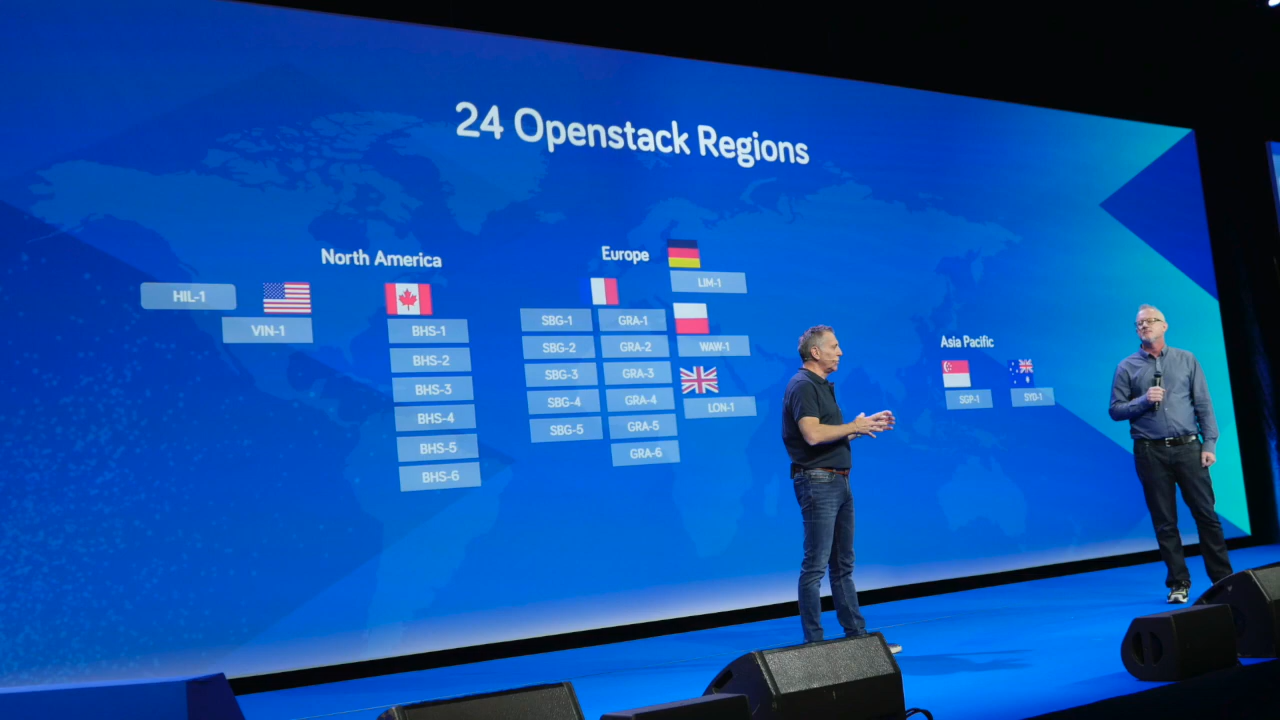 24 Openstack Regions
North America
HIL-1
VIN-1
BHS-1
BHS-2
BHS-3
BHS-4
BHS-5
BHS-6
Europe
SBG-1
SBG-2
SBG-3
SBG-4
SBG-5
GRA-1
GRA-2
GRA-3
GRA-4
GRA-5
GRA-6
LIM-1
WAW-1
LON-1
Asia Pacific
SGP-1
SYD-1